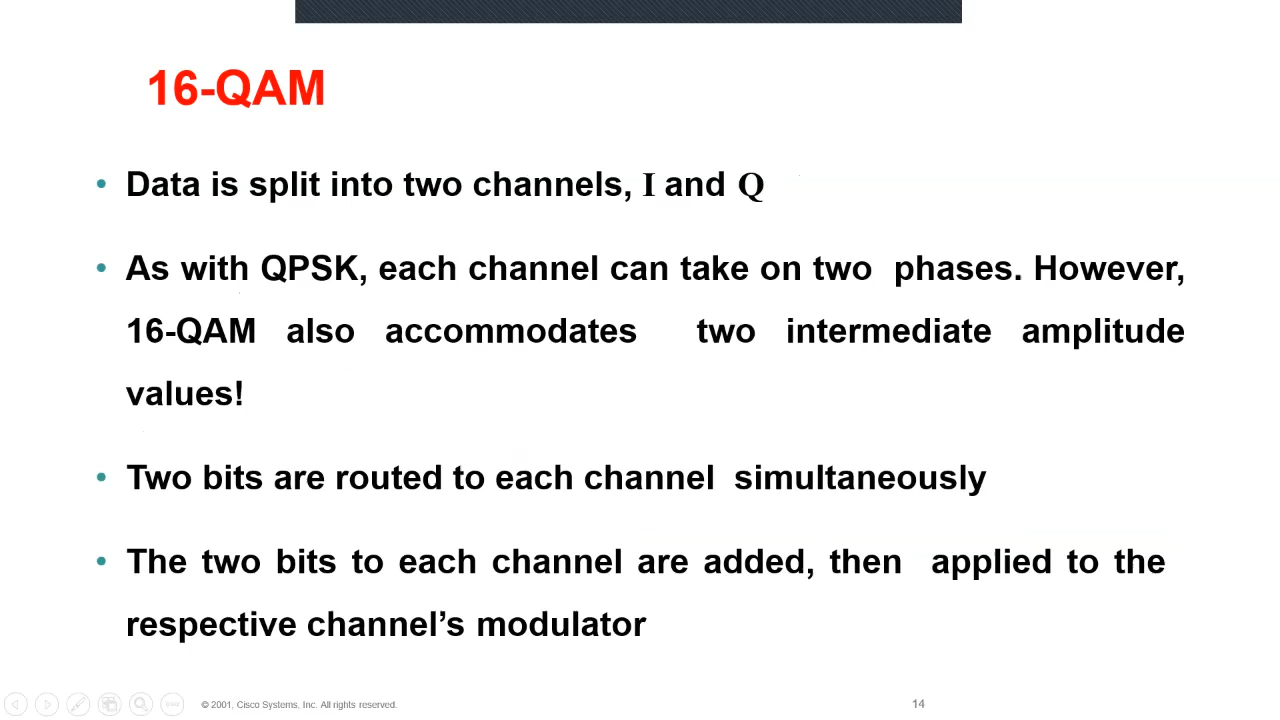 16-QAM
• Data is split into two channels, I and Q
• As with QPSK, each channel can take on two phases. However,
16-QAM also accommodates two intermediate amplitude
values!
• Two bits are routed to each channel simultaneously
• The two bits to each channel are added, then applied to the
respective channel’s modulator
© 2001, Cisco Systems, Inc. All rights reserved.
14